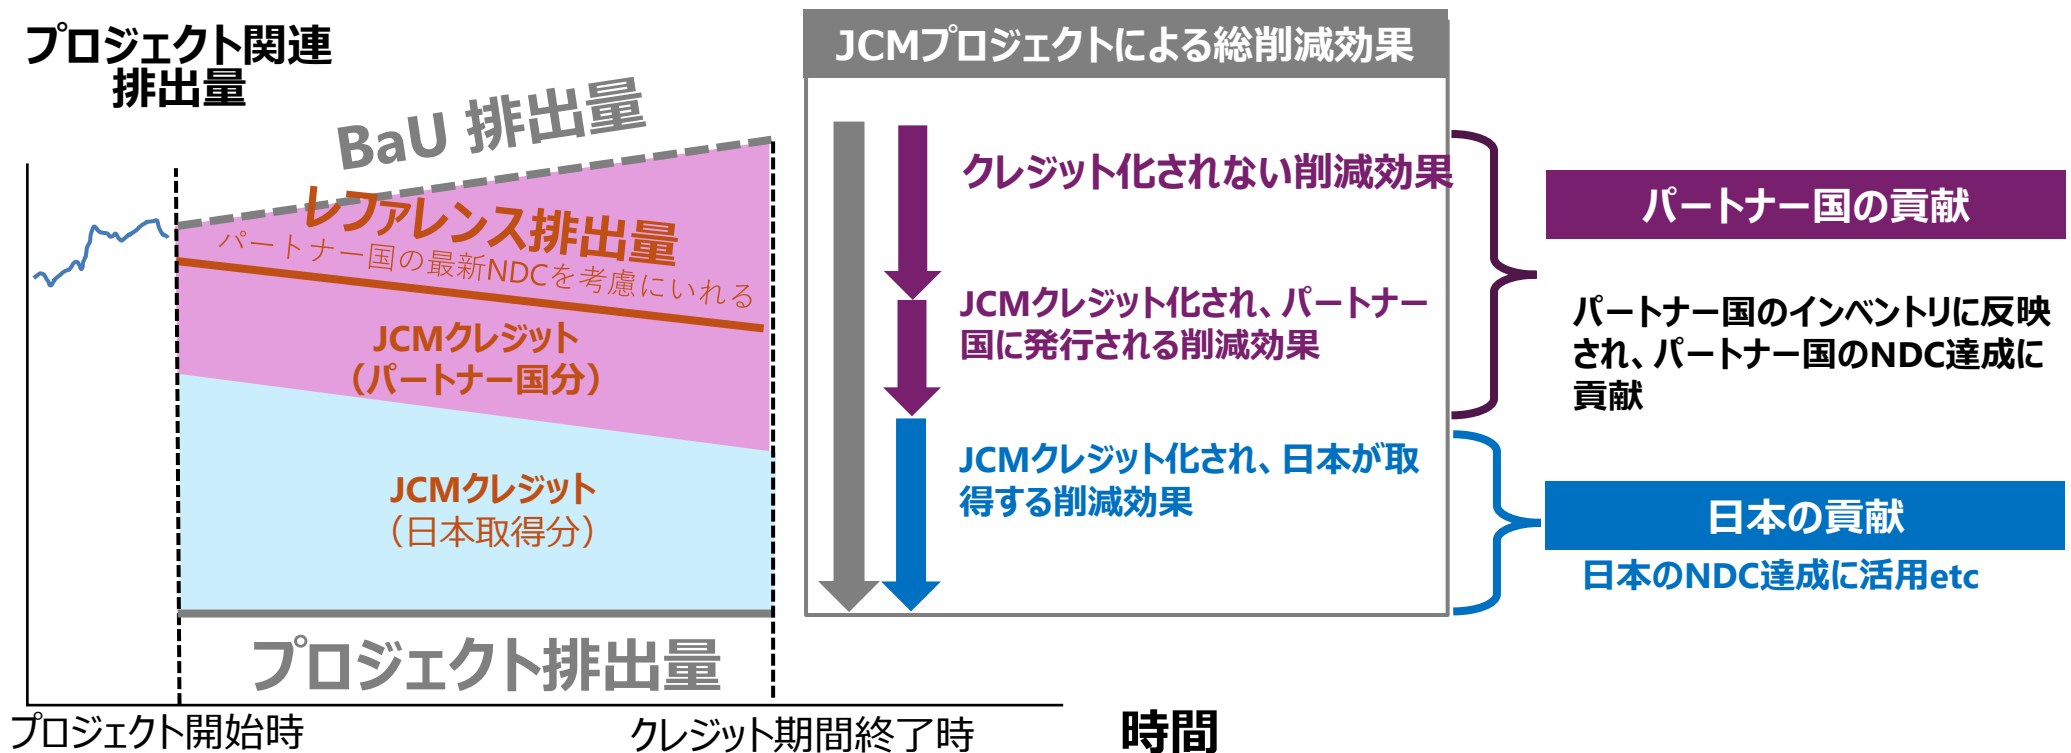 プロジェクト関連
排出量
BaU 排出量
レファレンス排出量
パートナー国の最新NDCを考慮にいれる
JCMクレジット
（パートナー国分）
JCMクレジット
（日本取得分）
プロジェクト排出量
プロジェクト開始時
クレジット期間終了時
時間
JCMプロジェクトによる総削減効果
クレジット化されない削減効果
JCMクレジット化され、パートナー
国に発行される削減効果
JCMクレジット化され、日本が取
得する削減効果
パートナー国の貢献
パートナー国のインベントリに反映
され、パートナー国のNDC達成に
貢献
日本の貢献
日本のNDC達成に活用etc